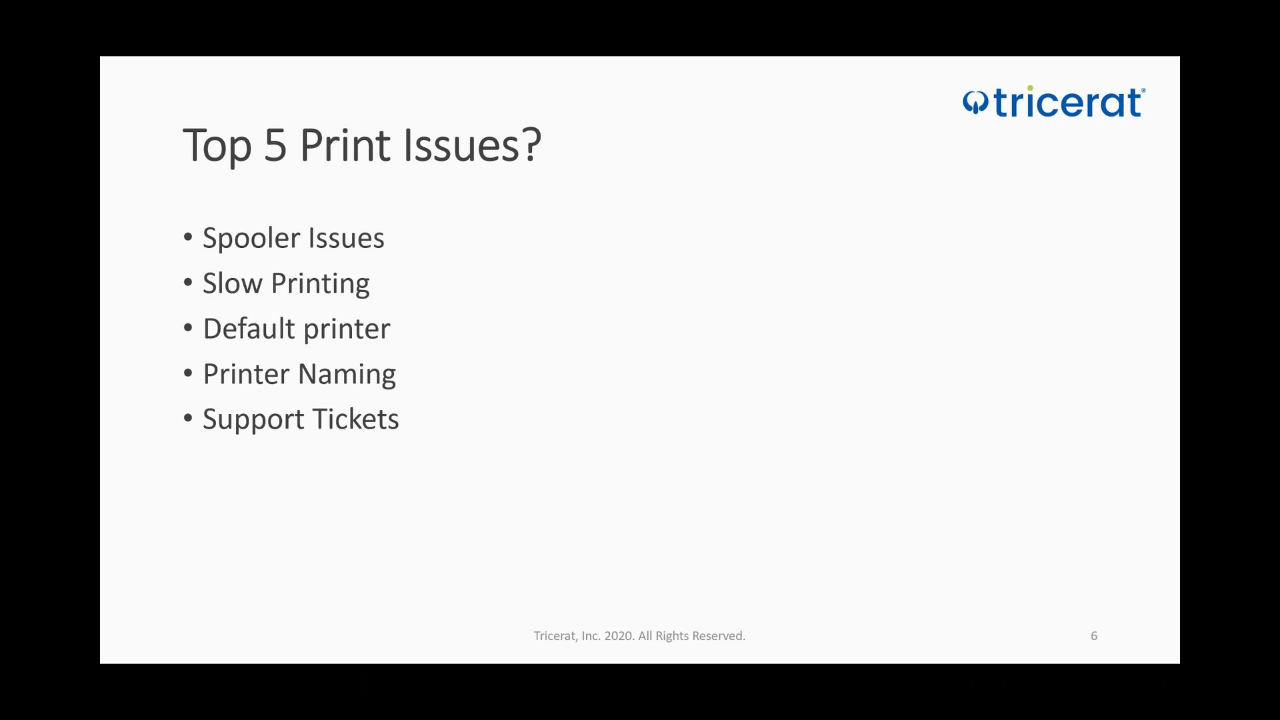 tricerat®
Top 5 Print Issues?
• Spooler Issues
• Slow Printing
• Default printer
• Printer Naming
• Support Tickets
Tricerat, Inc. 2020. All Rights Reserved.
6